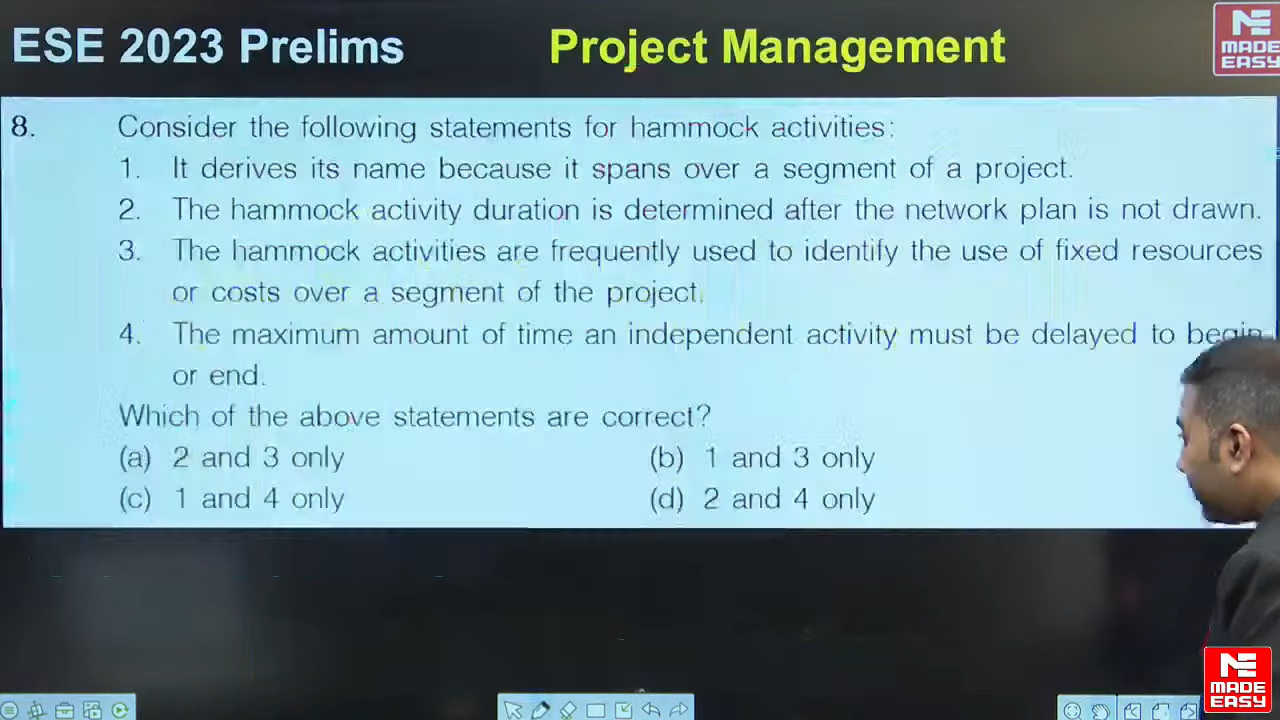 ESE 2023 Prelims
Project Management
MADE
EASY
8. Consider the following statements for hammock activities:
1. It derives its name because it spans over a segment of a project.
2. The hammock activity duration is determined after the network plan is not drawn.
3. The hammock activities are frequently used to identify the use of fixed resources
or costs over a segment of the project.
4. The maximum amount of time an independent activity must be delayed to begin
or end.
Which of the above statements are correct?
(a) 2 and 3 only
(b) 1 and 3 only
(c) 1 and 4 only
(d) 2 and 4 only
MADE
EASY